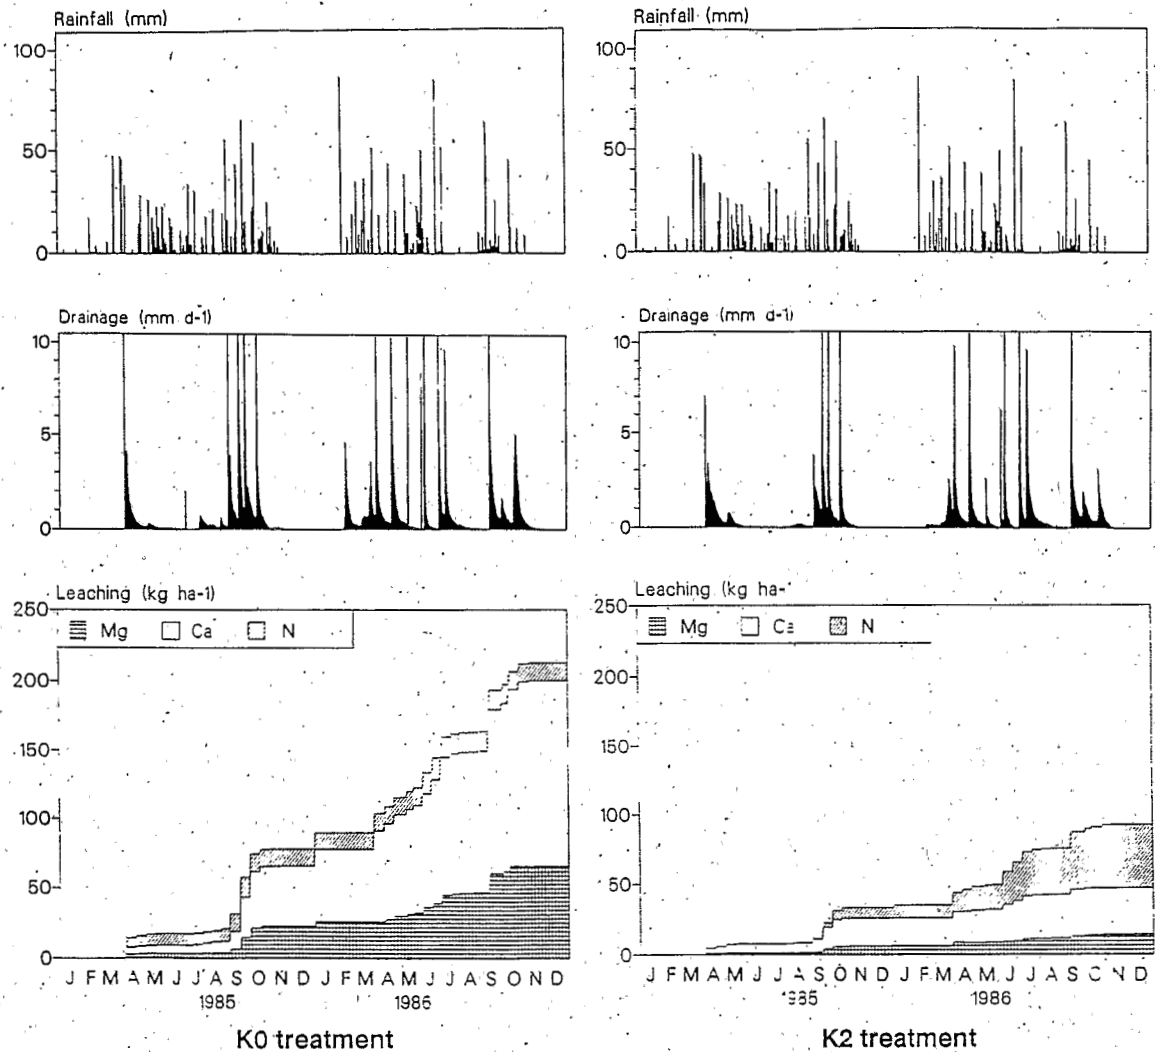 Rainfall (mm)
100
50
0
Drainage (mm d-1)
10
5
0
Leaching (kg ha-1)
250
Mg Ca N
200
150
100
50
0
J F M A M J J A S O N D J F M A M J J A S O N D
1985 1986
K0 treatment
Rainfall (mm)
100
50
0
Drainage (mm d-1)
10
5
0
Leaching (kg ha-
250
Mg Ca N
200
150
100
50
0
J F M A M J J A S O N D J F M A M J J A S O N D
1986
K2 treatment